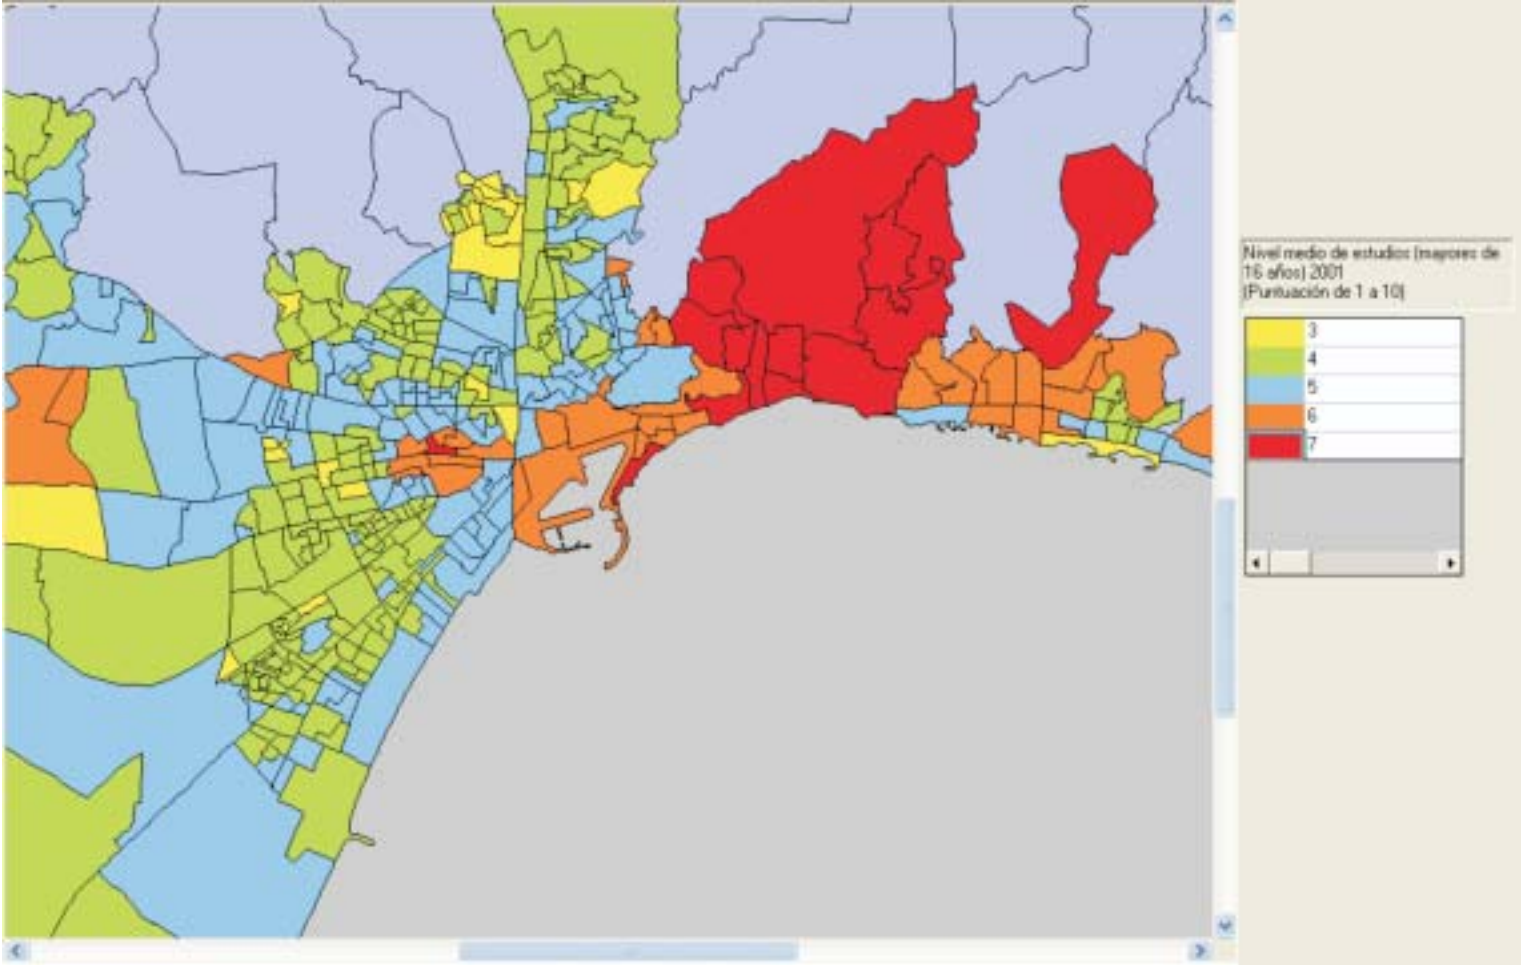 Nivel medio de estudios (mayores de
16 años) 2001
(Puntuación de 1 a 10)
3
4
5
6
7